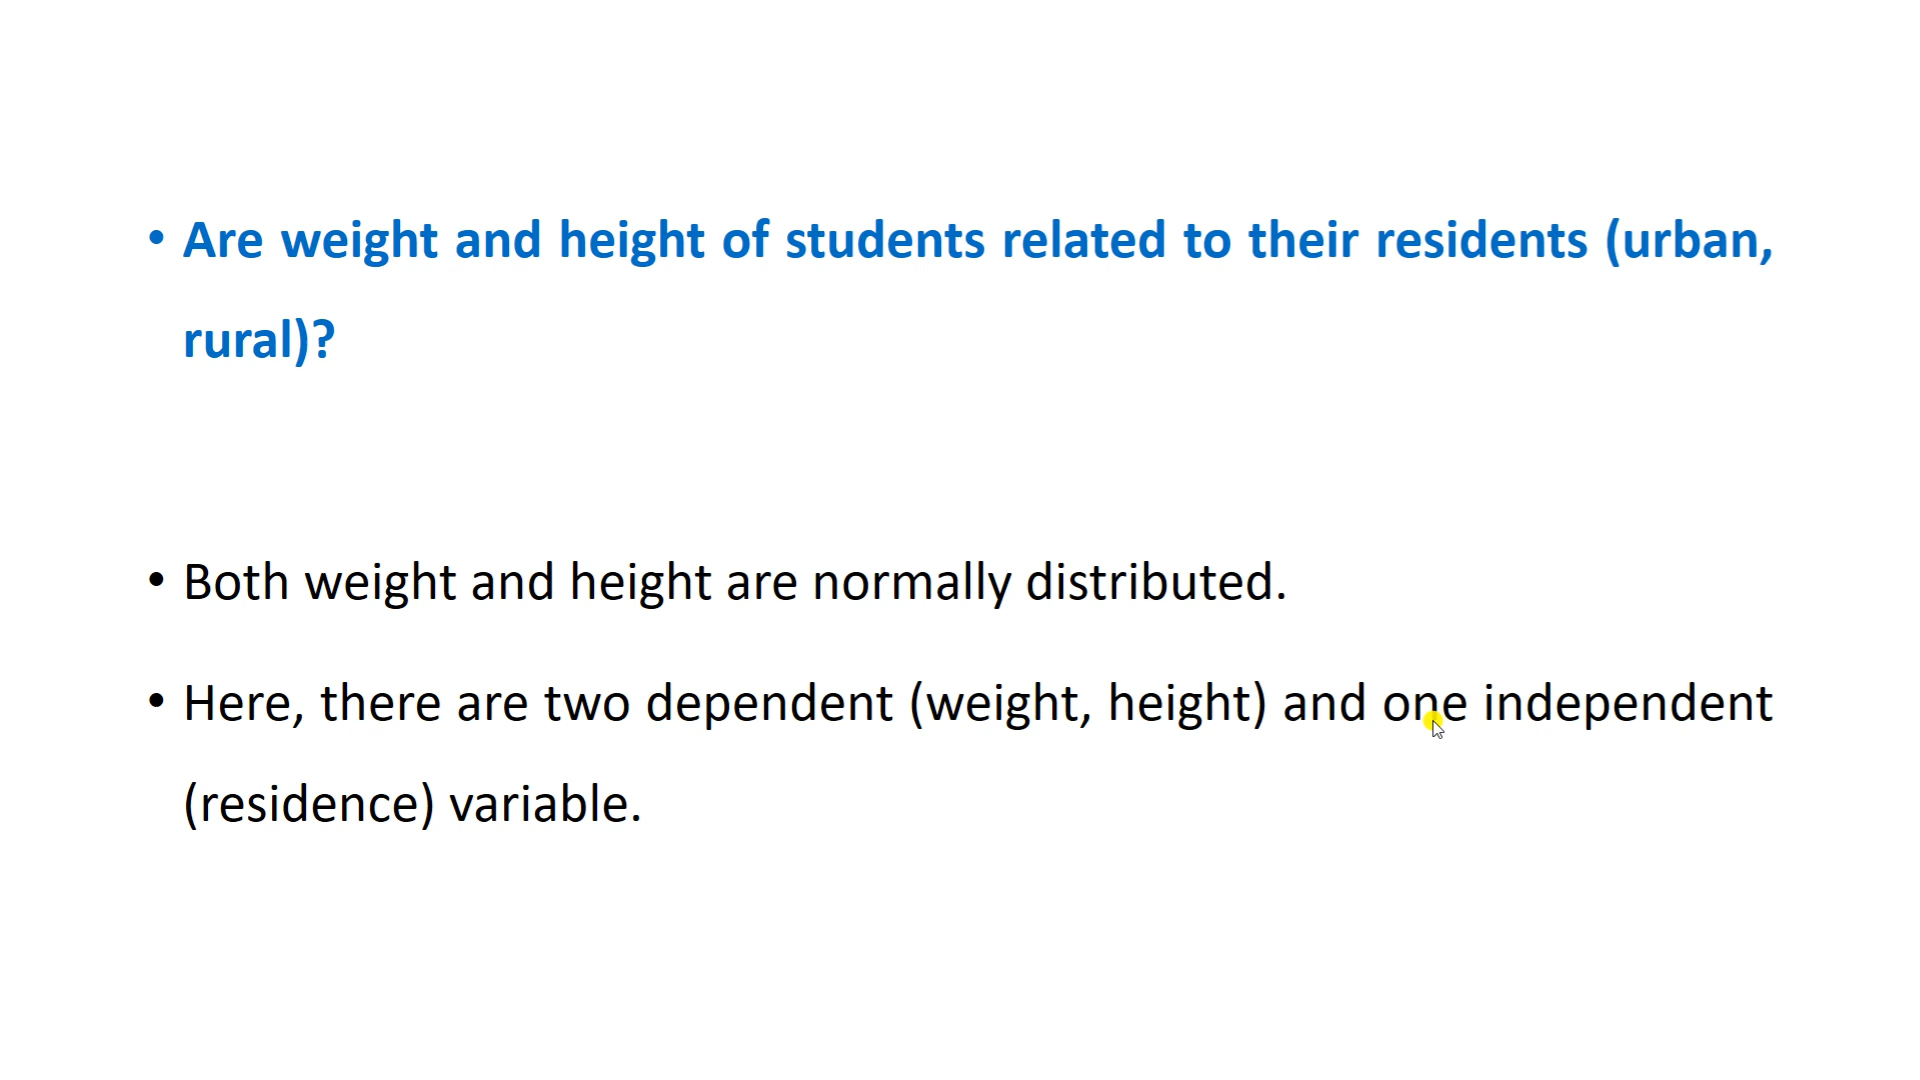 • Are weight and height of students related to their residents (urban,
rural)?
• Both weight and height are normally distributed.
• Here, there are two dependent (weight, height) and one independent
(residence) variable.